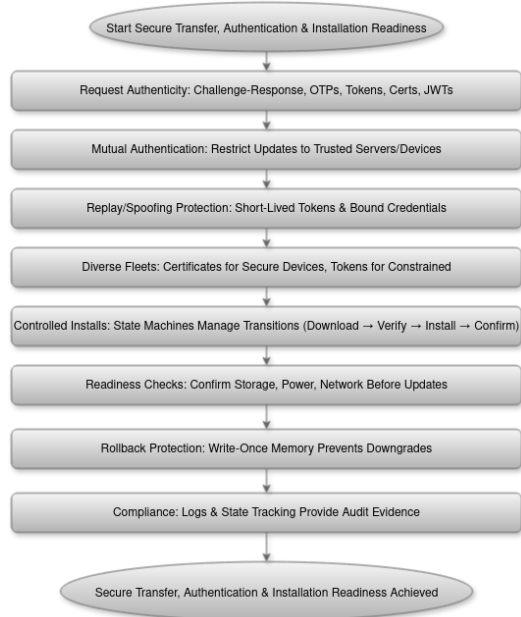 Start Secure Transfer, Authentication & Installation Readiness
Request Authenticity: Challenge-Response, OTPs, Tokens, Certs, JWTs
Mutual Authentication: Restrict Updates to Trusted Servers/Devices
Replay/Spoofing Protection: Short-Lived Tokens & Bound Credentials
Diverse Fleets: Certificates for Secure Devices, Tokens for Constrained
Controlled Installs: State Machines Manage Transitions (Download → Verify → Install → Confirm)
Readiness Checks: Confirm Storage, Power, Network Before Updates
Rollback Protection: Write-Once Memory Prevents Downgrades
Compliance: Logs & State Tracking Provide Audit Evidence
Secure Transfer, Authentication & Installation Readiness Achieved